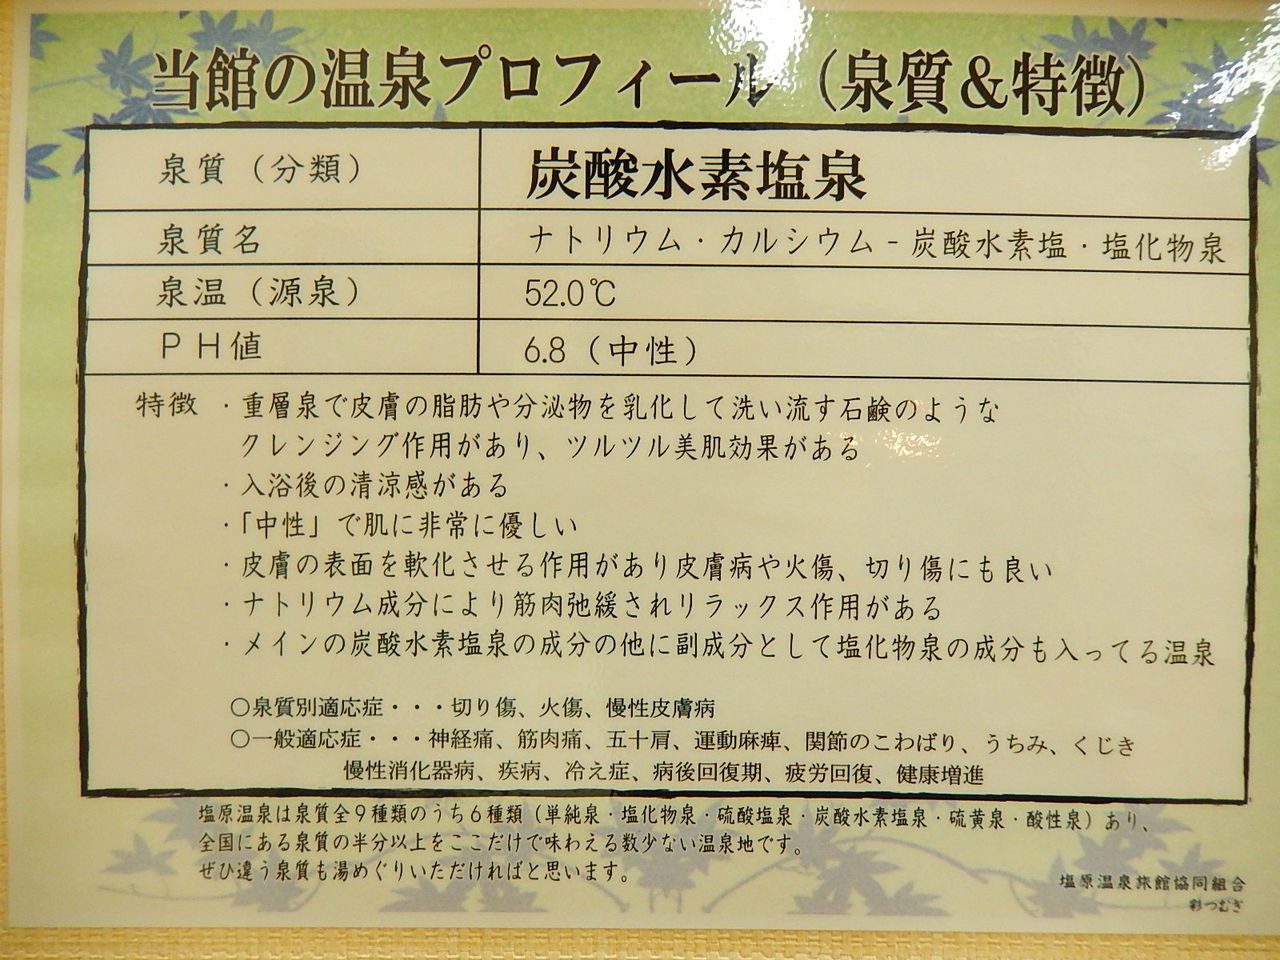 当館の温泉プロフィール（泉質＆特徴）
泉質（分類） 炭酸水素塩泉
泉質名 ナトリウム・カルシウム－炭酸水素塩・塩化物泉
泉温（源泉） 52.0℃
ＰＨ値 6.8（中性）
特徴 ・重層泉で皮膚の脂肪や分泌物を乳化して洗い流す石鹸のような
クレンジング作用があり、ツルツル美肌効果がある
・入浴後の清涼感がある
・「中性」で肌に非常に優しい
・皮膚の表面を軟化させる作用があり皮膚病や火傷、切り傷にも良い
・ナトリウム成分により筋肉弛緩されリラックス作用がある
・メインの炭酸水素塩泉の成分の他に副成分として塩化物泉の成分も入ってる温泉
○泉質別適応症・・・切り傷、火傷、慢性皮膚病
○一般適応症・・・神経痛、筋肉痛、五十肩、運動麻痺、関節のこわばり、うちみ、くじき
慢性消化器病、疾病、冷え症、病後回復期、疲労回復、健康増進
塩原温泉は泉質全９種類のうち６種類（単純泉・塩化物泉・硫酸塩泉・炭酸水素塩泉・硫黄泉・酸性泉）あり、
全国にある泉質の半分以上をここだけで味わえる数少ない温泉地です。
ぜひ違う泉質も湯めぐりいただければと思います。
塩原温泉旅館協同組合
彩つむぎ